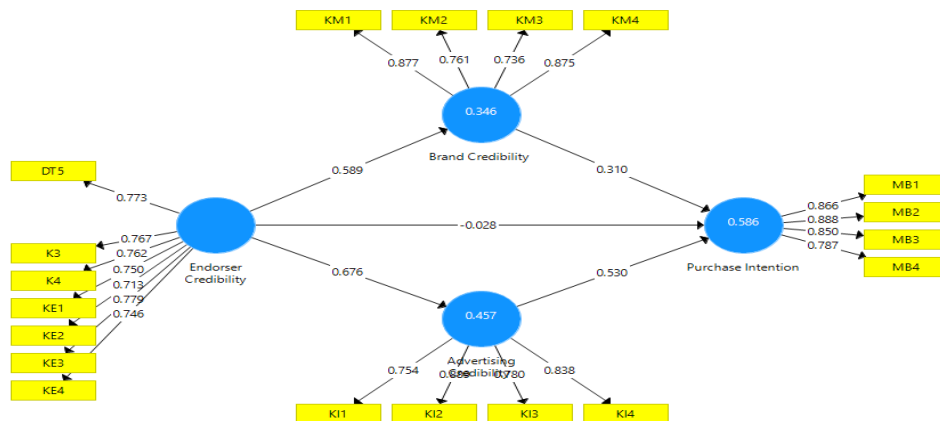 KM1 KM2 KM3 KM4
0.877 0.761 0.736 0.875
0.346
Brand Credibility
DT5
0.773
0.589
0.310
K3
K4
KE1
KE2
KE3
KE4
0.767
0.762
0.750
0.713
0.779
0.746
Endorser
Credibility
-0.028
0.586
Purchase Intention
MB1
MB2
MB3
MB4
0.866
0.888
0.850
0.787
0.676
0.530
0.457
Advertising
Credibility
0.754 0.780 0.838
KI1 KI2 KI3 KI4